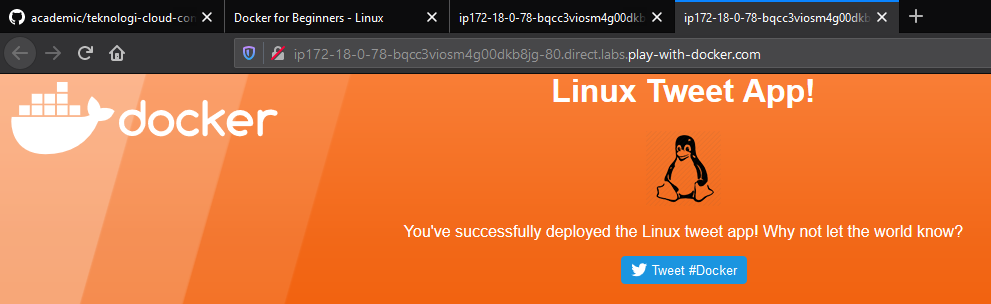 academic/teknologi-cloud-con
Docker for Beginners - Linux
ip172-18-0-78-bqcc3viosm4g00dkb
ip172-18-0-78-bqcc3viosm4g00dkb
ip172-18-0-78-bqcc3viosm4g00dkb8jg-80.direct.labs.play-with-docker.com
docker
Linux Tweet App!
You've successfully deployed the Linux tweet app! Why not let the world know?
Tweet #Docker